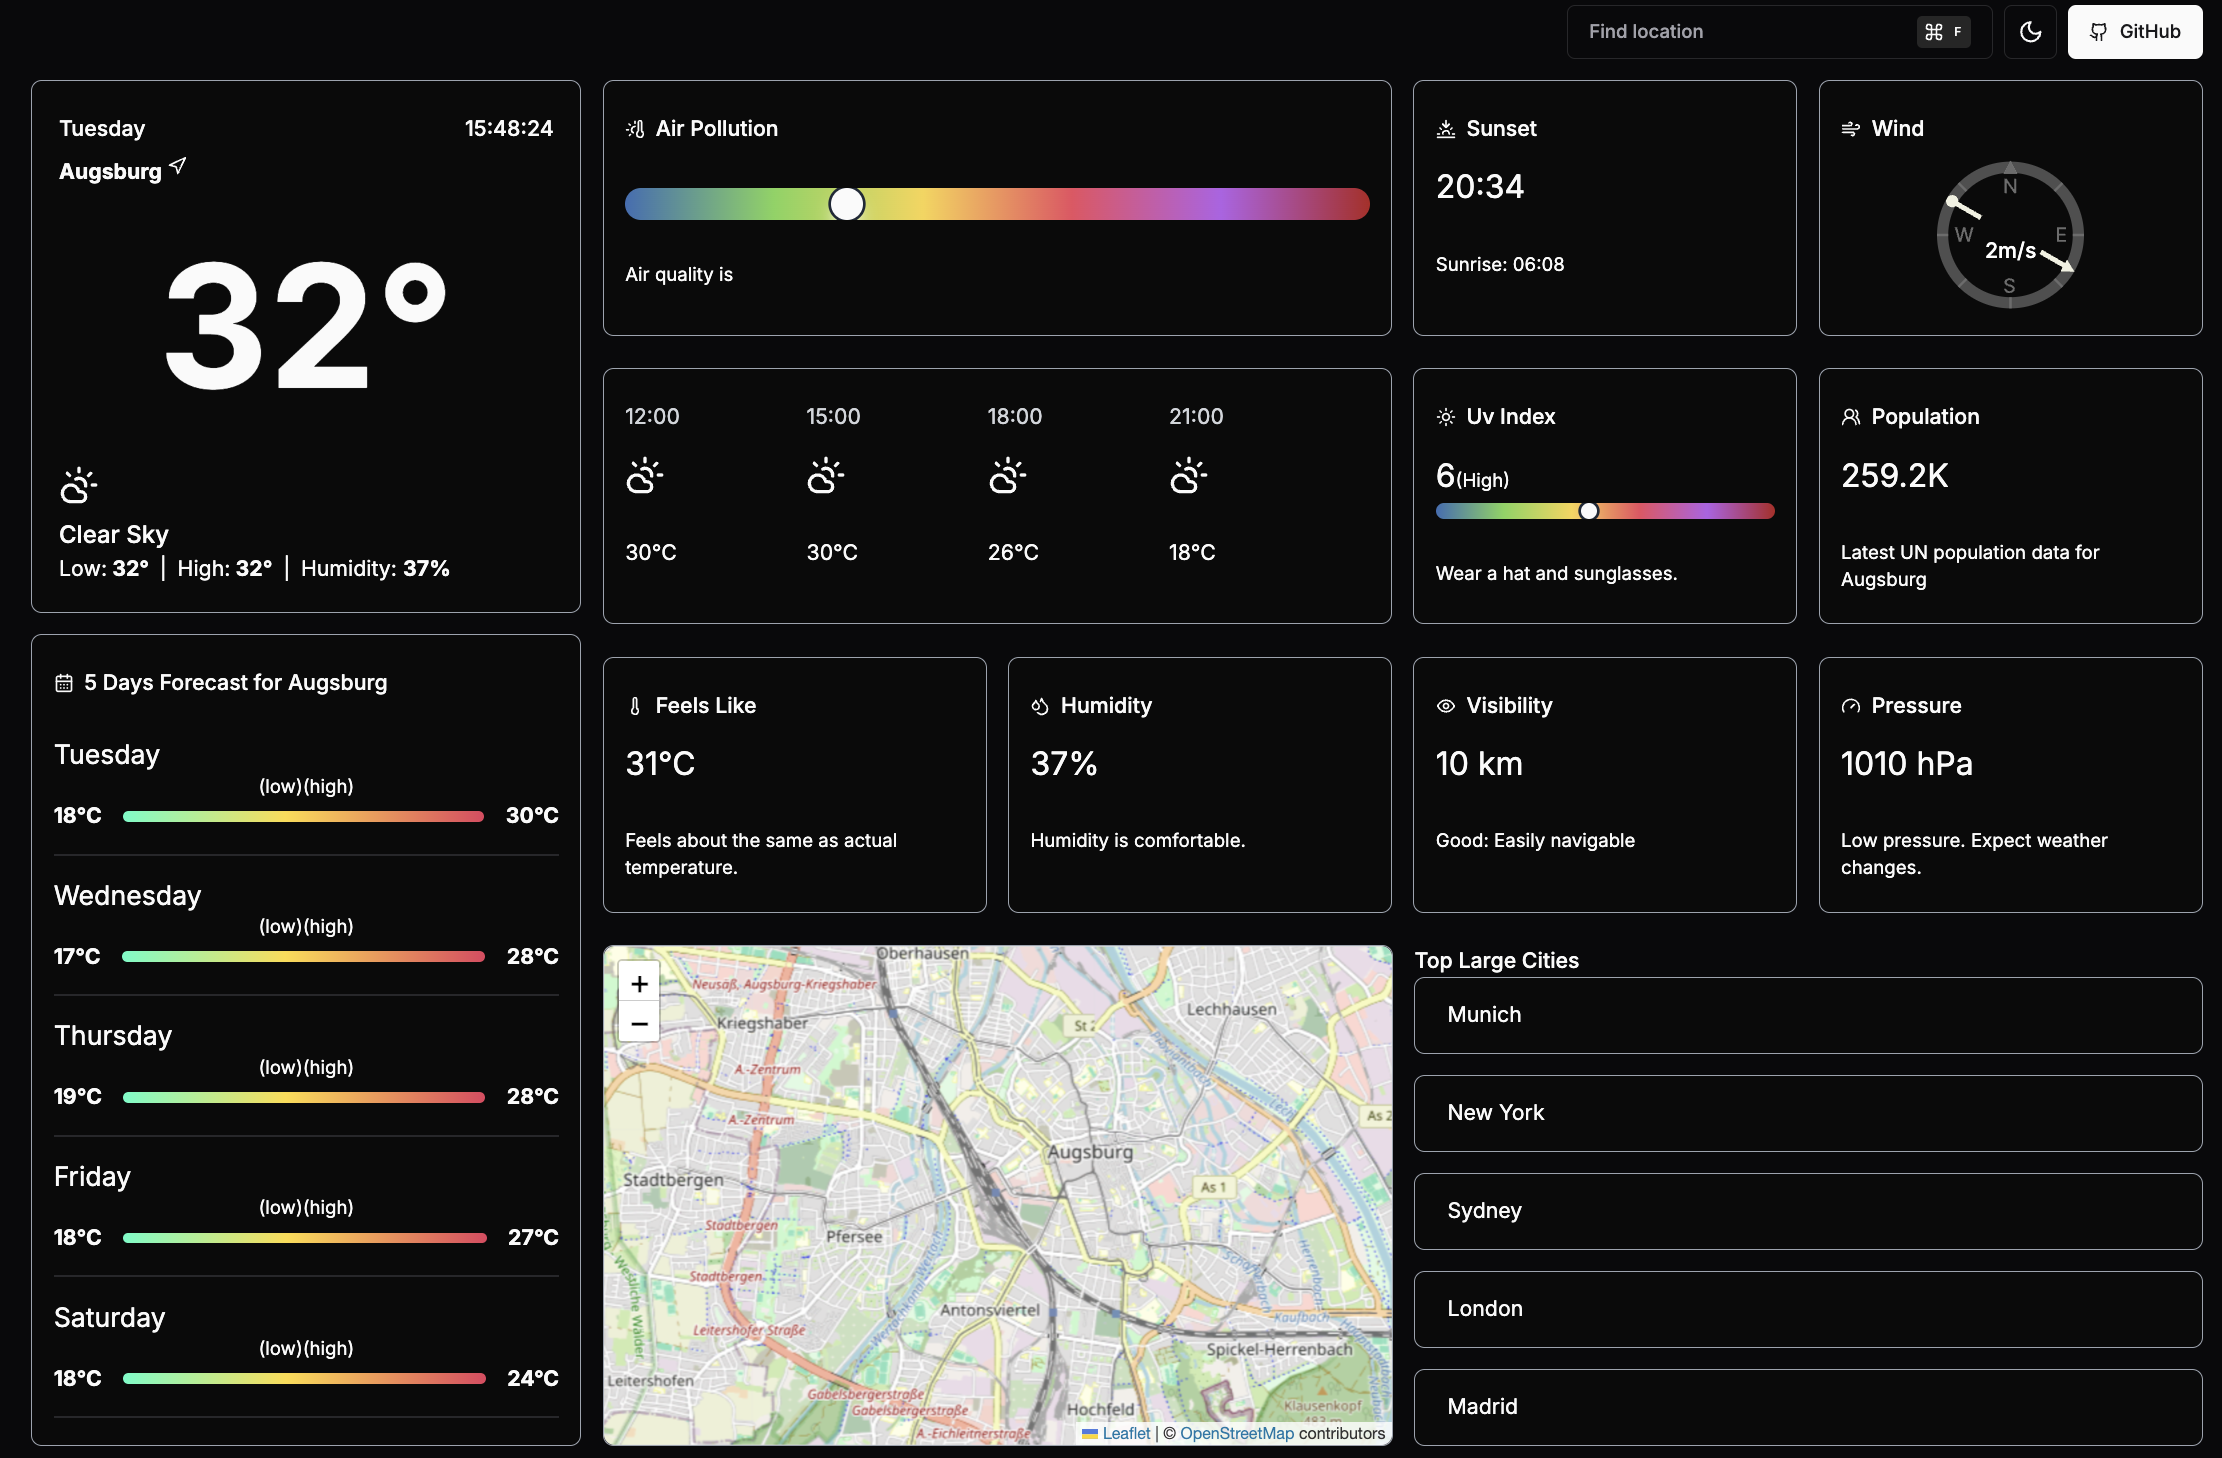 Find location
⌘ F
GitHub
Tuesday
15:48:24
Augsburg
32°
Clear Sky
Low: 32° | High: 32° | Humidity: 37%
Air Pollution
Air quality is
Sunset
20:34
Sunrise: 06:08
Wind
N
W
E
2m/s
S
12:00 15:00 18:00 21:00
30°C 30°C 26°C 18°C
Uv Index
6(High)
Wear a hat and sunglasses.
Population
259.2K
Latest UN population data for
Augsburg
5 Days Forecast for Augsburg
Tuesday
(low)(high)
18°C 30°C
Wednesday
(low)(high)
17°C 28°C
Thursday
(low)(high)
19°C 28°C
Friday
(low)(high)
18°C 27°C
Saturday
(low)(high)
18°C 24°C
Feels Like
31°C
Feels about the same as actual
temperature.
Humidity
37%
Humidity is comfortable.
Visibility
10 km
Good: Easily navigable
Pressure
1010 hPa
Low pressure. Expect weather
changes.
+
−
Oberhausen
Neusäß, Augsburg-Kriegshaber
Kriegshaber
Lechhausen
St 2
A.-Zentrum
Lech
As 2
A.-Zentrum
Augsburg
Stadtbergen
As 1
Stadtbergen
Pfersee
Stadtbergen
Antonsviertel
Kaufbach
Leitershofer Straße
Spickel-Herrenbach
Leitershofen
Gabelsbergerstraße
Gabelsbergerstraße
Hochfeld
Klausenkopf
A.-Eichleitnerstraße
Leaflet | © OpenStreetMap contributors
Top Large Cities
Munich
New York
Sydney
London
Madrid